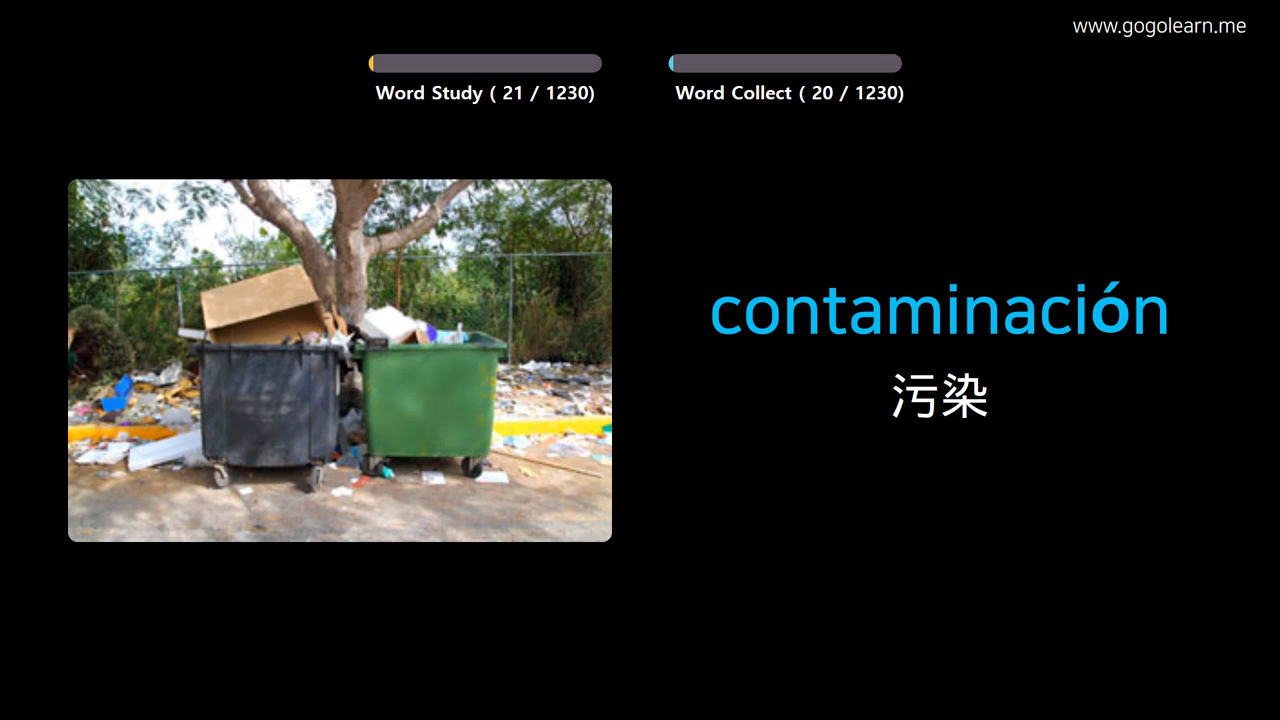 www.gogolearn.me
Word Study ( 21 / 1230)
Word Collect ( 20 / 1230)
contaminación
污染